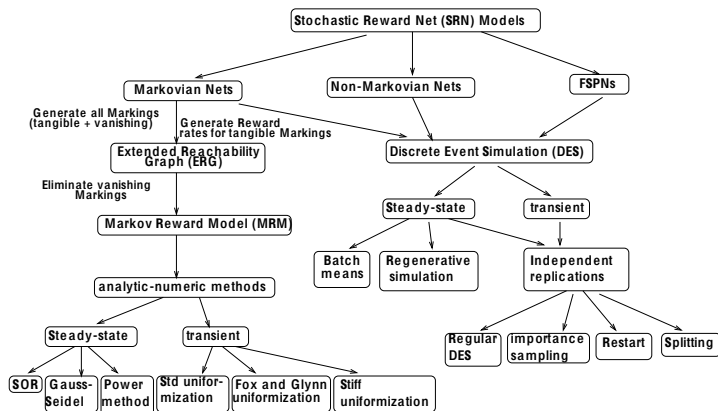 Stochastic Reward Net (SRN) Models
Markovian Nets
Non-Markovian Nets
FSPNs
Generate all Markings
(tangible + vanishing)
Generate Reward
rates for tangible Markings
Extended Reachability
Graph (ERG)
Discrete Event Simulation (DES)
Eliminate vanishing
Markings
Steady-state
transient
Markov Reward Model (MRM)
Batch
means
Regenerative
simulation
Independent
replications
analytic-numeric methods
Steady-state
transient
Regular
DES
importance
sampling
Restart
Splitting
SOR
Gauss-
Seidel
Power
method
Std unifor-
mization
Fox and Glynn
uniformization
Stiff
uniformization